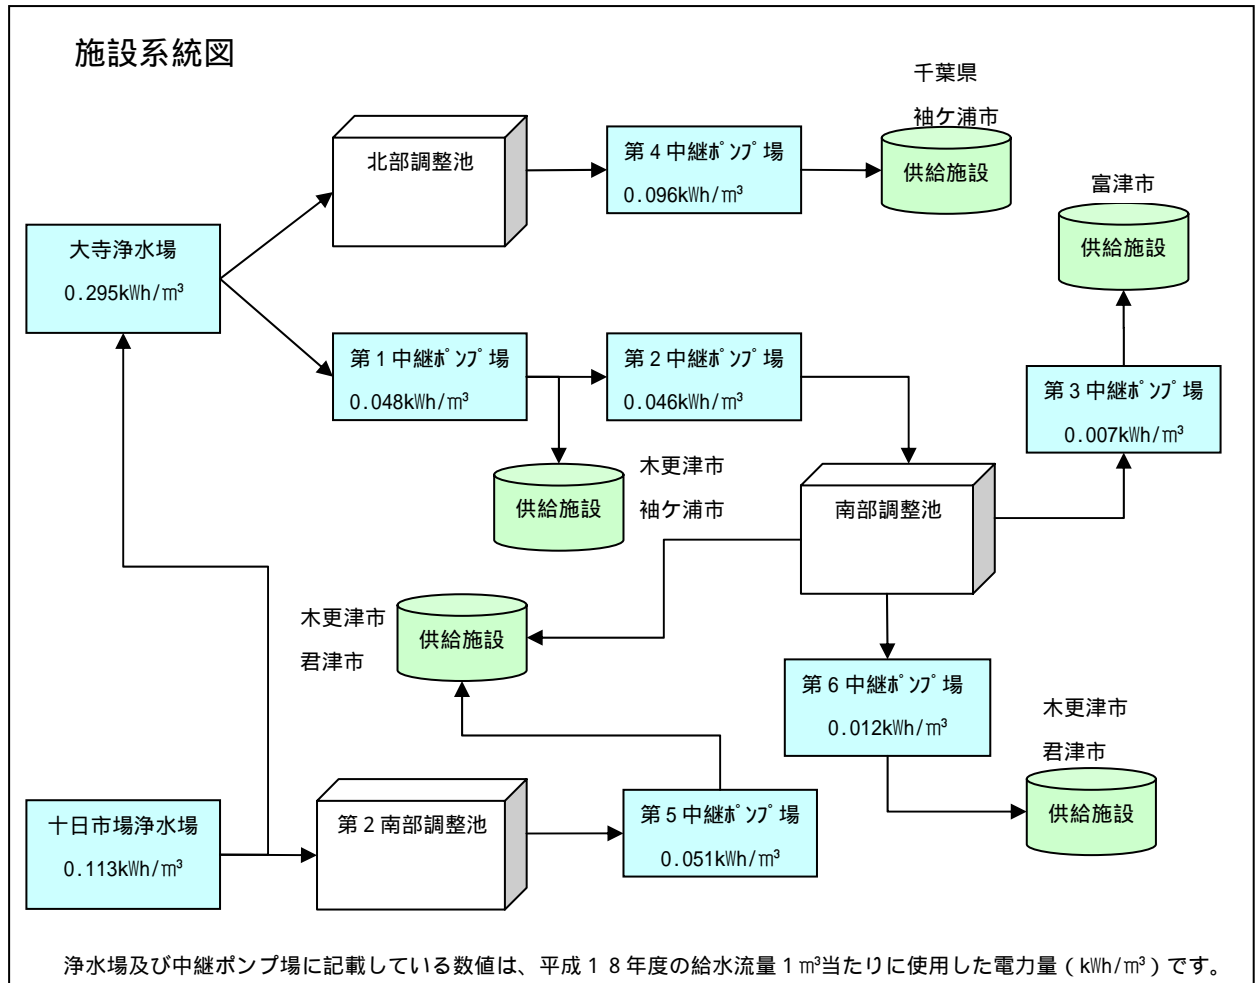 施設系統図
千葉県
袖ケ浦市
供給施設
北部調整池
第4中継ﾎﾟﾝﾌﾟ場
0.096kWh/㎥
富津市
供給施設
大寺浄水場
0.295kWh/㎥
第1中継ﾎﾟﾝﾌﾟ場
0.048kWh/㎥
第2中継ﾎﾟﾝﾌﾟ場
0.046kWh/㎥
第3中継ﾎﾟﾝﾌﾟ場
0.007kWh/㎥
供給施設
木更津市
袖ケ浦市
南部調整池
木更津市
君津市
供給施設
第6中継ﾎﾟﾝﾌﾟ場
0.012kWh/㎥
木更津市
君津市
供給施設
十日市場浄水場
0.113kWh/㎥
第2南部調整池
第5中継ﾎﾟﾝﾌﾟ場
0.051kWh/㎥
浄水場及び中継ポンプ場に記載している数値は、平成18年度の給水流量1㎥当たりに使用した電力量(kWh/㎥)です。